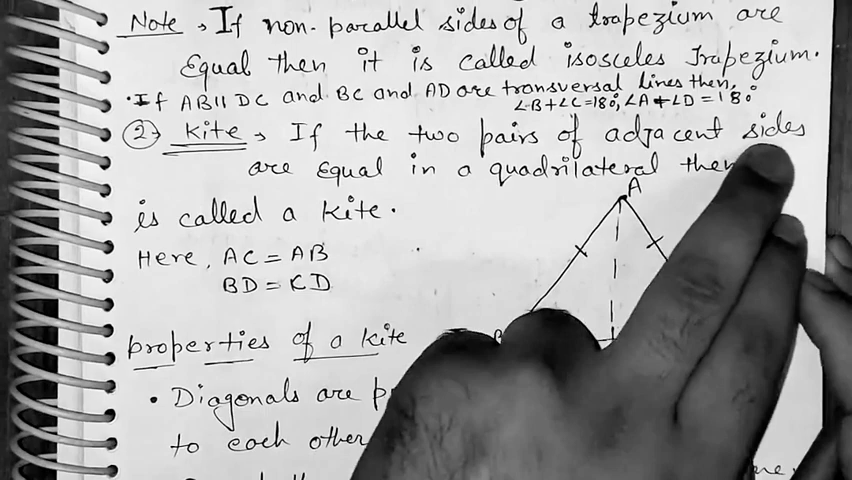 Note → If non-parallel sides of a trapezium are
Equal then it is called isosceles Trapezium.
• If AB॥ DC and BC and AD are transversal lines then,
∠B+∠C=180°, ∠A+∠D=180°
② Kite → If the two pairs of adjacent sides
are Equal in a quadrilateral then
is called a Kite.
A
Here, AC = AB
BD = CD
properties of a Kite
• Diagonals are
to each other